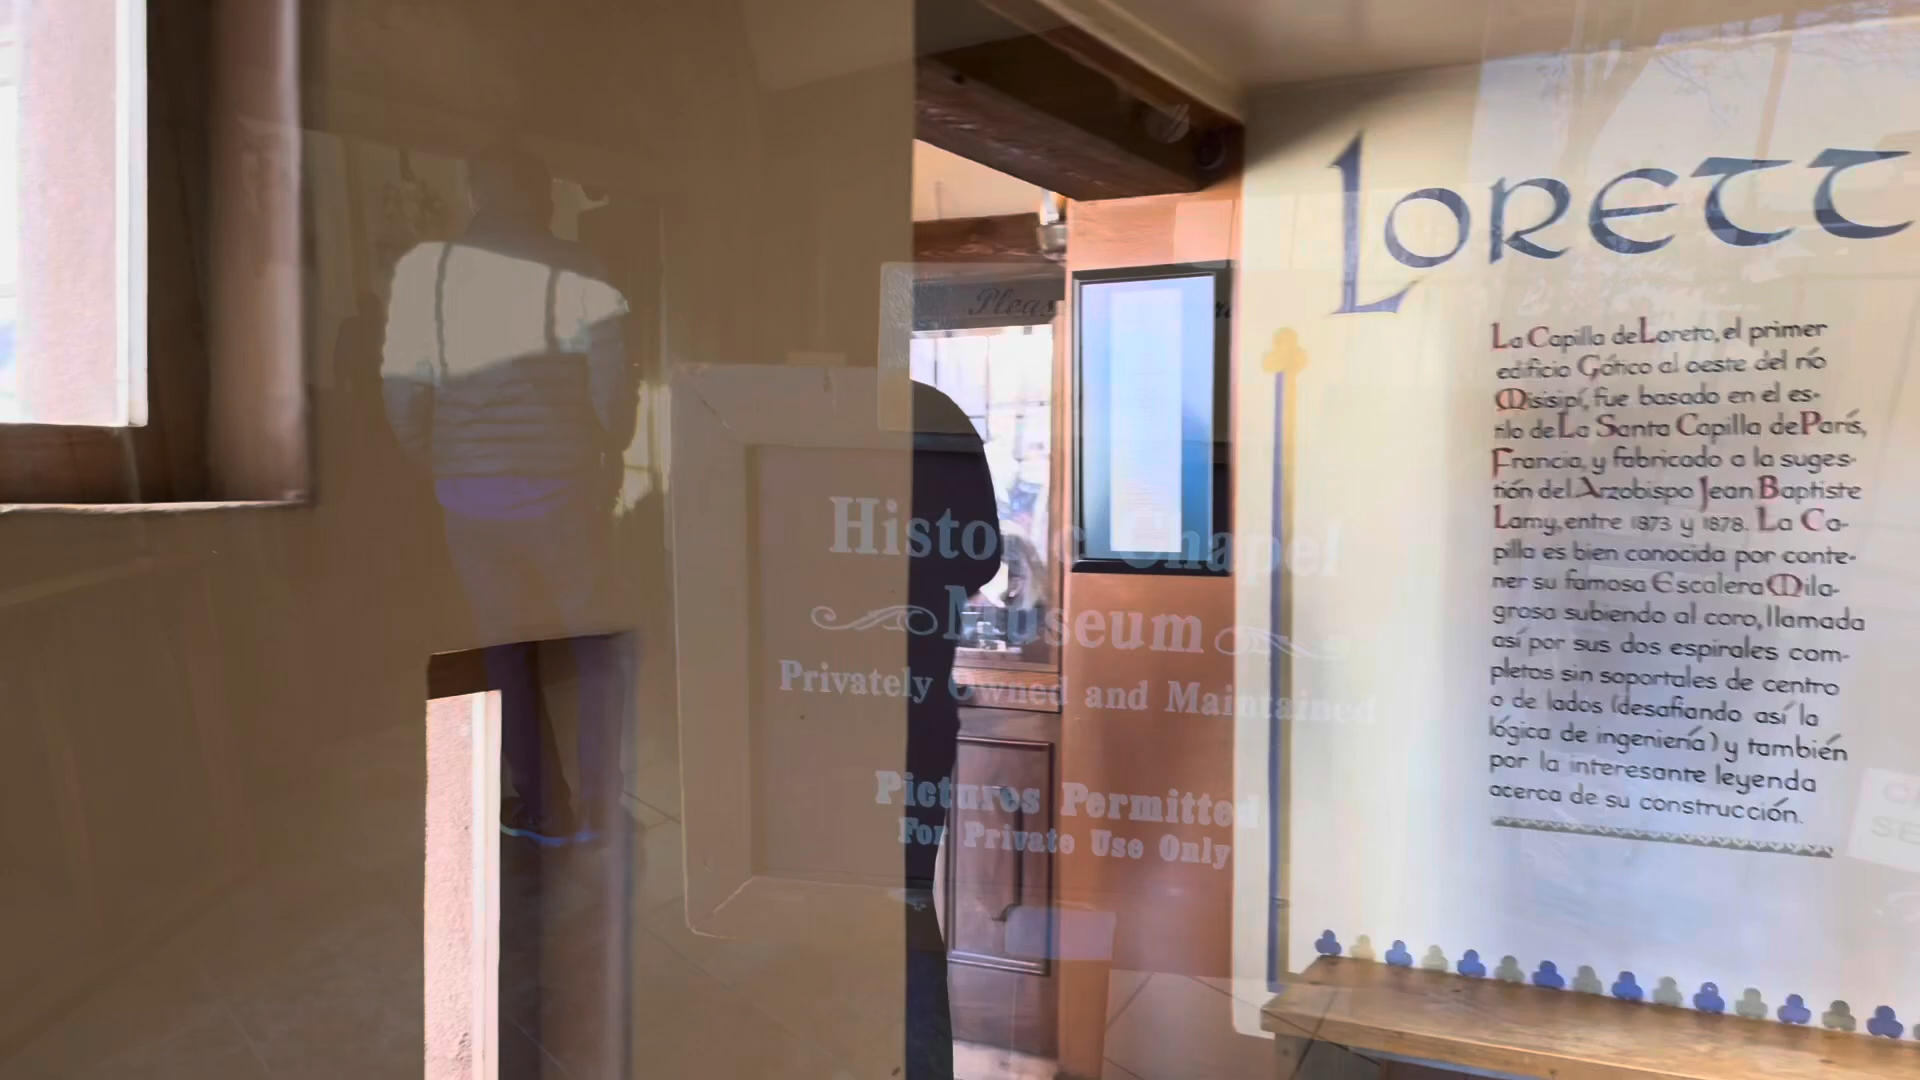 LORETT
Pleas
La Capilla de Loreto, el primer
edificio Gótico al oeste del río
Misisipí, fue basado en el es-
tilo de La Santa Capilla de París,
Francia, y fabricado a la suges-
tión del Arzobispo Jean Baptiste
Lamy, entre 1873 y 1878. La Ca-
pilla es bien conocida por conte-
ner su famosa Escalera Mila-
grosa subiendo al coro, llamada
así por sus dos espirales com-
pletos sin soportales de centro
o de lados (desafiando así la
lógica de ingeniería) y también
por la interesante leyenda
acerca de su construcción.
Historic Chapel
Museum
Privately Owned and Maintained
Pictures Permitted
For Private Use Only